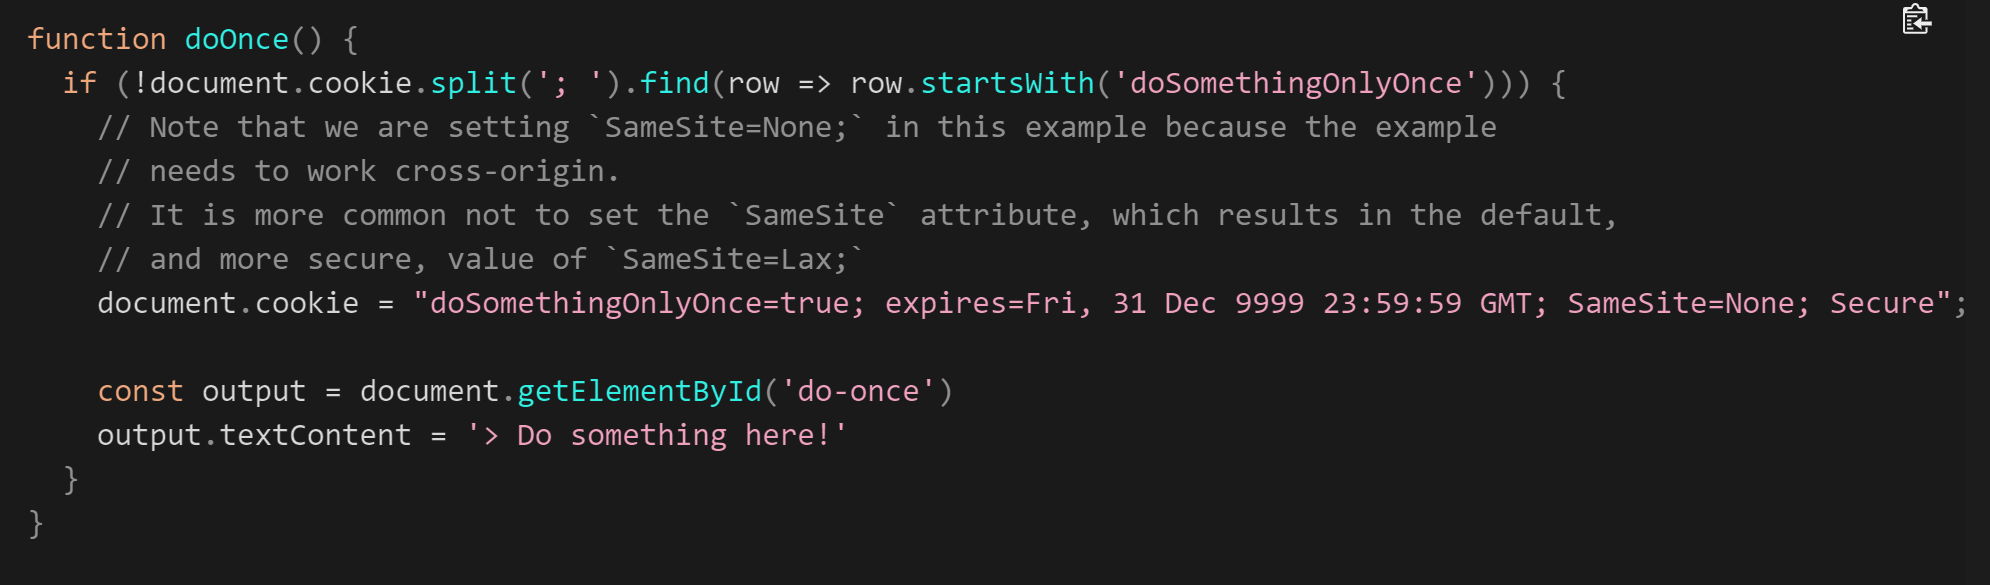 function doOnce() {
  if (!document.cookie.split('; ').find(row => row.startsWith('doSomethingOnlyOnce'))) {
    // Note that we are setting `SameSite=None;` in this example because the example
    // needs to work cross-origin.
    // It is more common not to set the `SameSite` attribute, which results in the default,
    // and more secure, value of `SameSite=Lax;`
    document.cookie = "doSomethingOnlyOnce=true; expires=Fri, 31 Dec 9999 23:59:59 GMT; SameSite=None; Secure";

    const output = document.getElementById('do-once')
    output.textContent = '> Do something here!'
  }
}